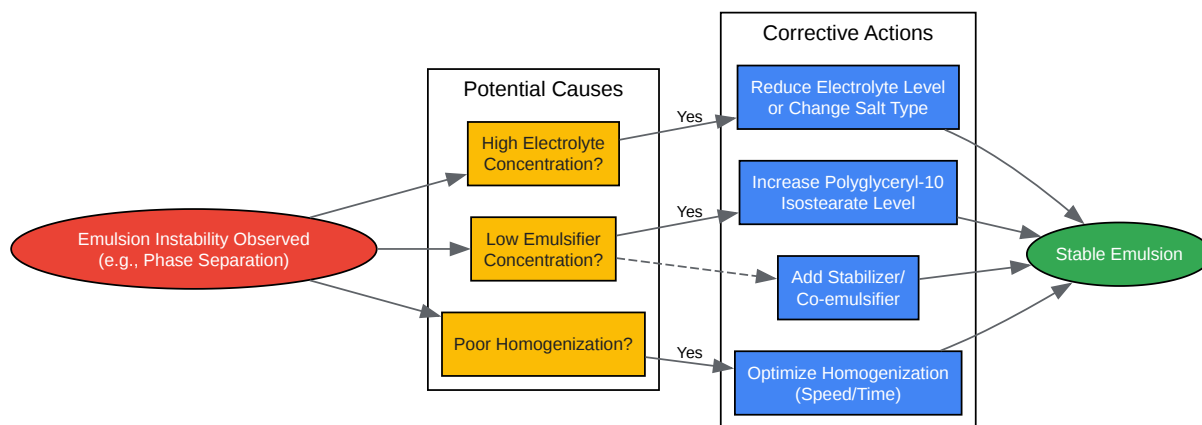 Corrective Actions
Potential Causes
Reduce Electrolyte Level
or Change Salt Type
Yes
High Electrolyte
Concentration?
Increase Polyglyceryl-10
Isostearate Level
Yes
Emulsion Instability Observed
(e.g., Phase Separation)
Low Emulsifier
Concentration?
Stable Emulsion
Add Stabilizer/
Co-emulsifier
Poor Homogenization?
Yes
Optimize Homogenization
(Speed/Time)